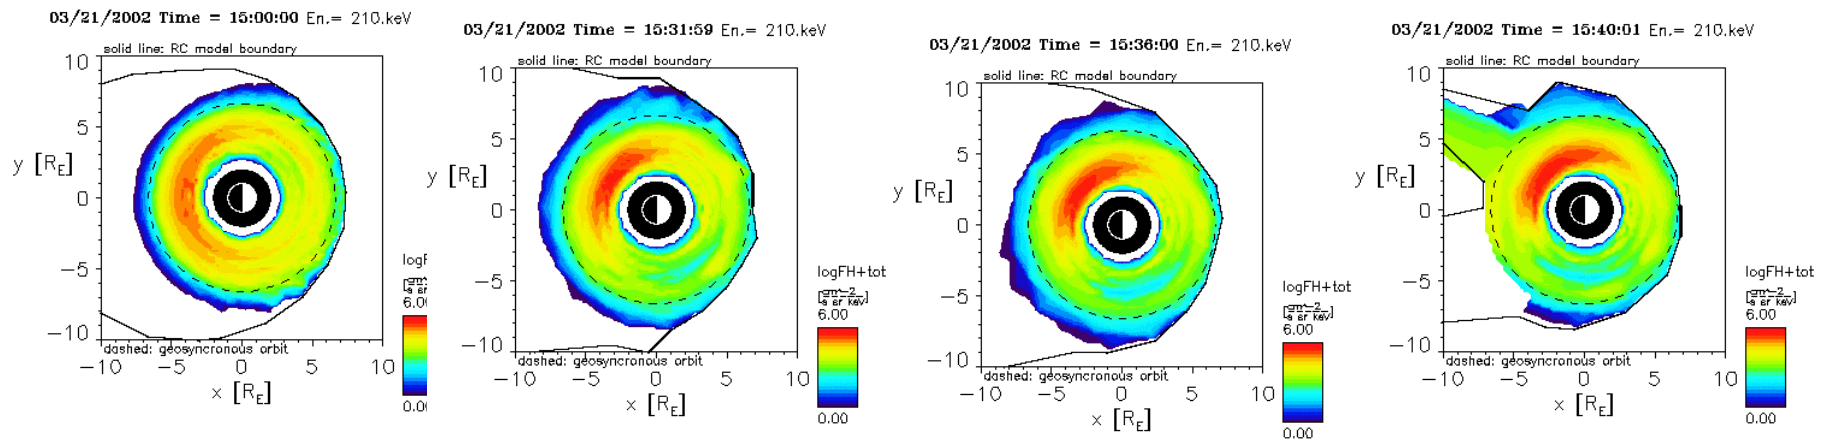 03/21/2002 Time = 15:00:00 En.= 210.keV
solid line: RC model boundary
10
5
0
−5
−10
y [RE]
−10 −5 0 5 10
x [RE]
dashed: geosyncronous orbit
logF
6.0
0.0
03/21/2002 Time = 15:31:59 En.= 210.keV
solid line: RC model boundary
10
5
0
−5
−10
y [RE]
−10 −5 0 5 10
x [RE]
dashed: geosyncronous orbit
logFH+tot
6.00
0.00
03/21/2002 Time = 15:36:00 En.= 210.keV
solid line: RC model boundary
10
5
0
−5
−10
y [RE]
−10 −5 0 5 10
x [RE]
dashed: geosyncronous orbit
logFH+tot
6.00
0.00
03/21/2002 Time = 15:40:01 En.= 210.keV
solid line: RC model boundary
10
5
0
−5
−10
y [RE]
−10 −5 0 5 10
x [RE]
dashed: geosyncronous orbit
logFH+tot
6.00
0.00